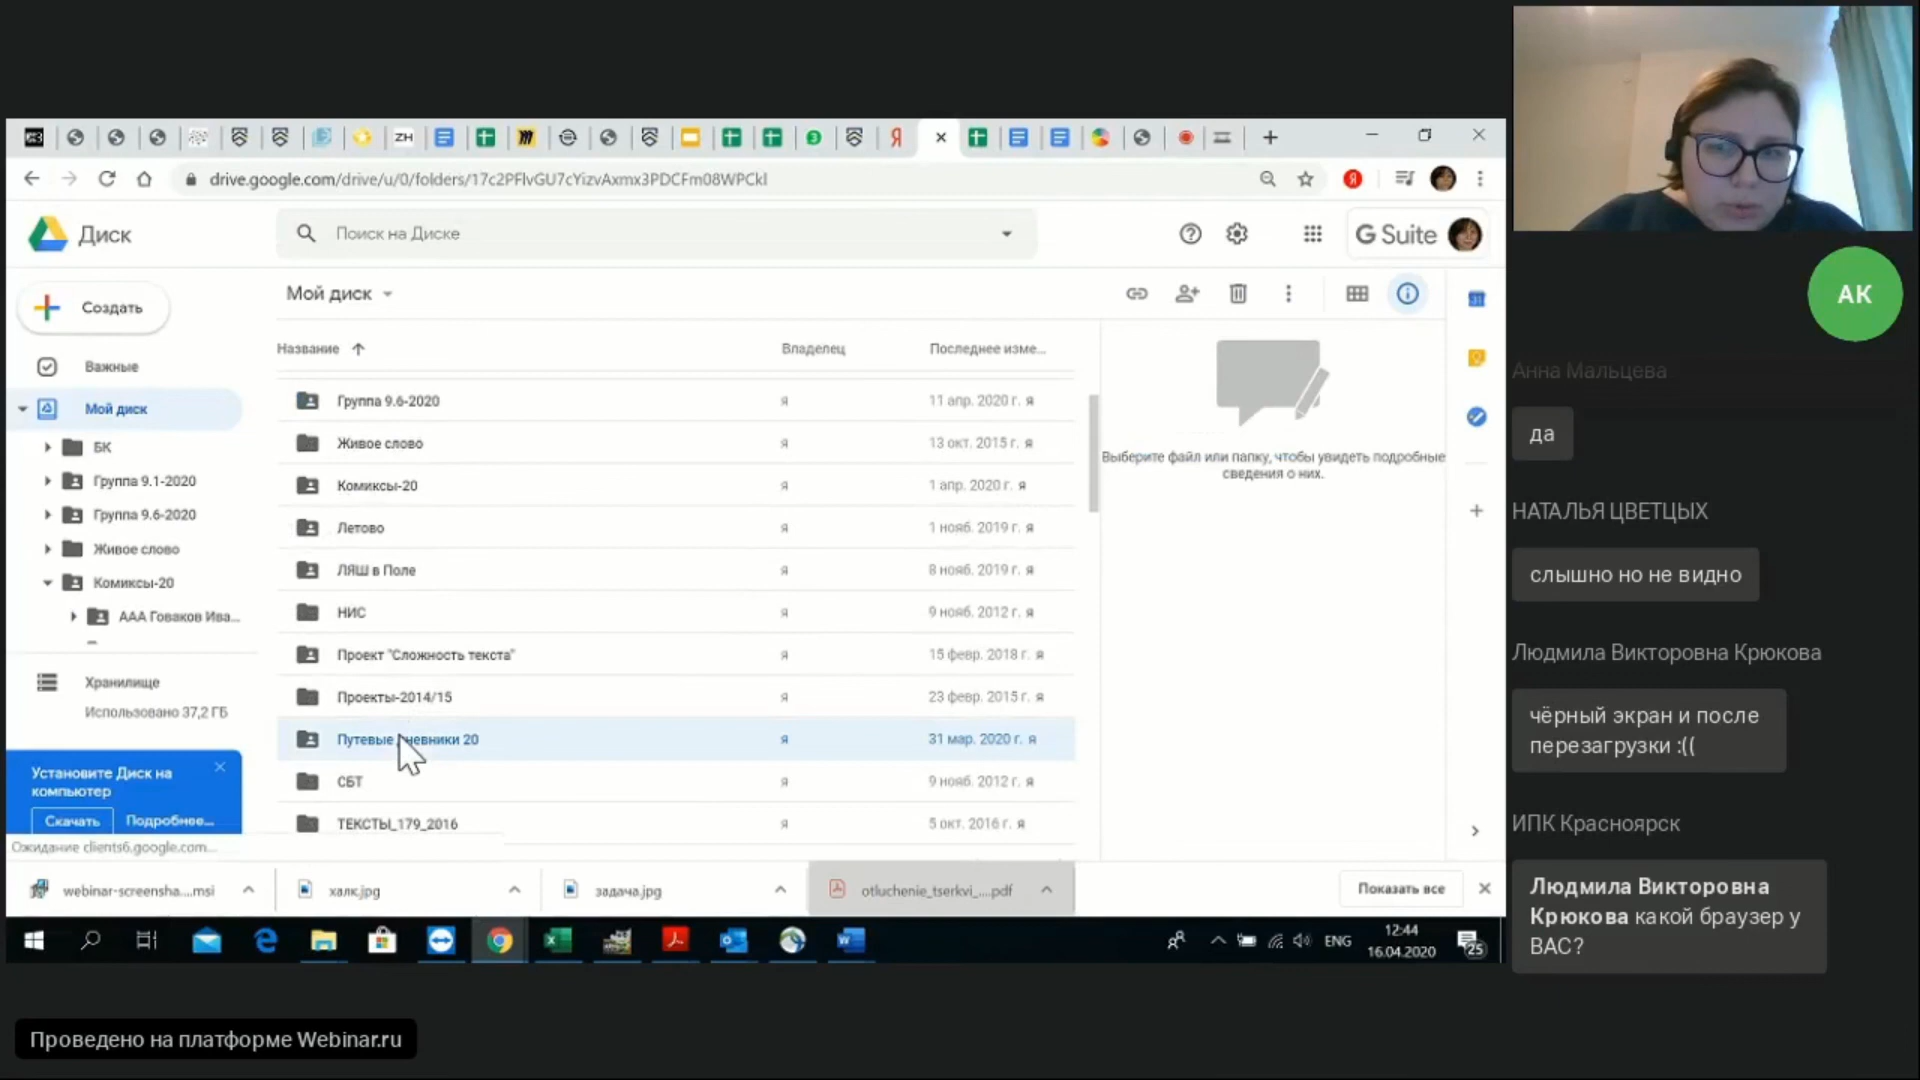 ZH
drive.google.com/drive/u/0/folders/17c2PFlvGU7cYizvAxmx3PDCFm08WPCkl
Диск
Поиск на Диске
G Suite
Создать
Мой диск
Название
Владелец
Последнее изме...
Важные
Мой диск
БК
Группа 9.1-2020
Группа 9.6-2020
Живое слово
Комиксы-20
ААА Говаков Ива...
Хранилище
Использовано 37,2 ГБ
Установите Диск на
компьютер
Скачать
Подробнее...
Ожидание clients6.google.com...
Группа 9.6-2020 я 11 апр. 2020 г. я
Живое слово я 13 окт. 2015 г. я
Комиксы-20 я 1 апр. 2020 г. я
Летово я 1 нояб. 2019 г. я
ЛЯШ в Поле я 8 нояб. 2019 г. я
НИС я 9 нояб. 2012 г. я
Проект "Сложность текста" я 15 февр. 2018 г. я
Проекты-2014/15 я 23 февр. 2015 г. я
Путевые дневники 20 я 31 мар. 2020 г. я
СБТ я 9 нояб. 2012 г. я
ТЕКСТЫ_179_2016 я 5 окт. 2016 г. я
Выберите файл или папку, чтобы увидеть подробные
сведения о них.
webinar-screensha....msi
халк.jpg
задача.jpg
otluchenie_tserkvi_....pdf
Показать все
ENG
12:44
16.04.2020
25
Проведено на платформе Webinar.ru
АК
Анна Мальцева
да
НАТАЛЬЯ ЦВЕТЦЫХ
слышно но не видно
Людмила Викторовна Крюкова
чёрный экран и после
перезагрузки :((
ИПК Красноярск
Людмила Викторовна
Крюкова какой браузер у
ВАС?